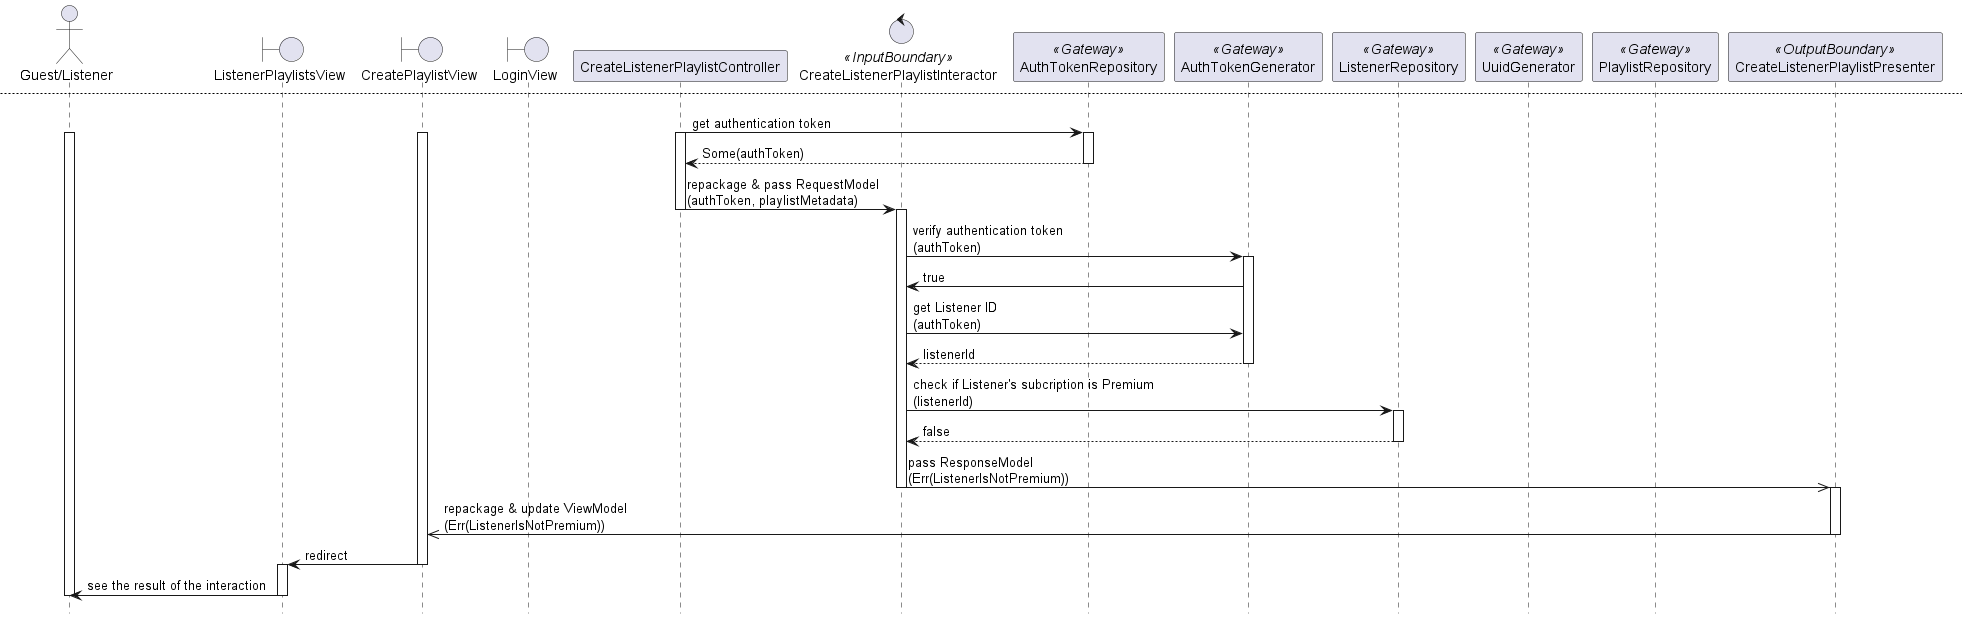 Guest/Listener
ListenerPlaylistsView
CreatePlaylistView
LoginView
CreateListenerPlaylistController
«InputBoundary»
CreateListenerPlaylistInteractor
«Gateway»
AuthTokenRepository
«Gateway»
AuthTokenGenerator
«Gateway»
ListenerRepository
«Gateway»
UuidGenerator
«Gateway»
PlaylistRepository
«OutputBoundary»
CreateListenerPlaylistPresenter
get authentication token
Some(authToken)
repackage & pass RequestModel
(authToken, playlistMetadata)
verify authentication token
(authToken)
true
get Listener ID
(authToken)
listenerId
check if Listener's subcription is Premium
(listenerId)
false
pass ResponseModel
(Err(ListenerIsNotPremium))
repackage & update ViewModel
(Err(ListenerIsNotPremium))
redirect
see the result of the interaction